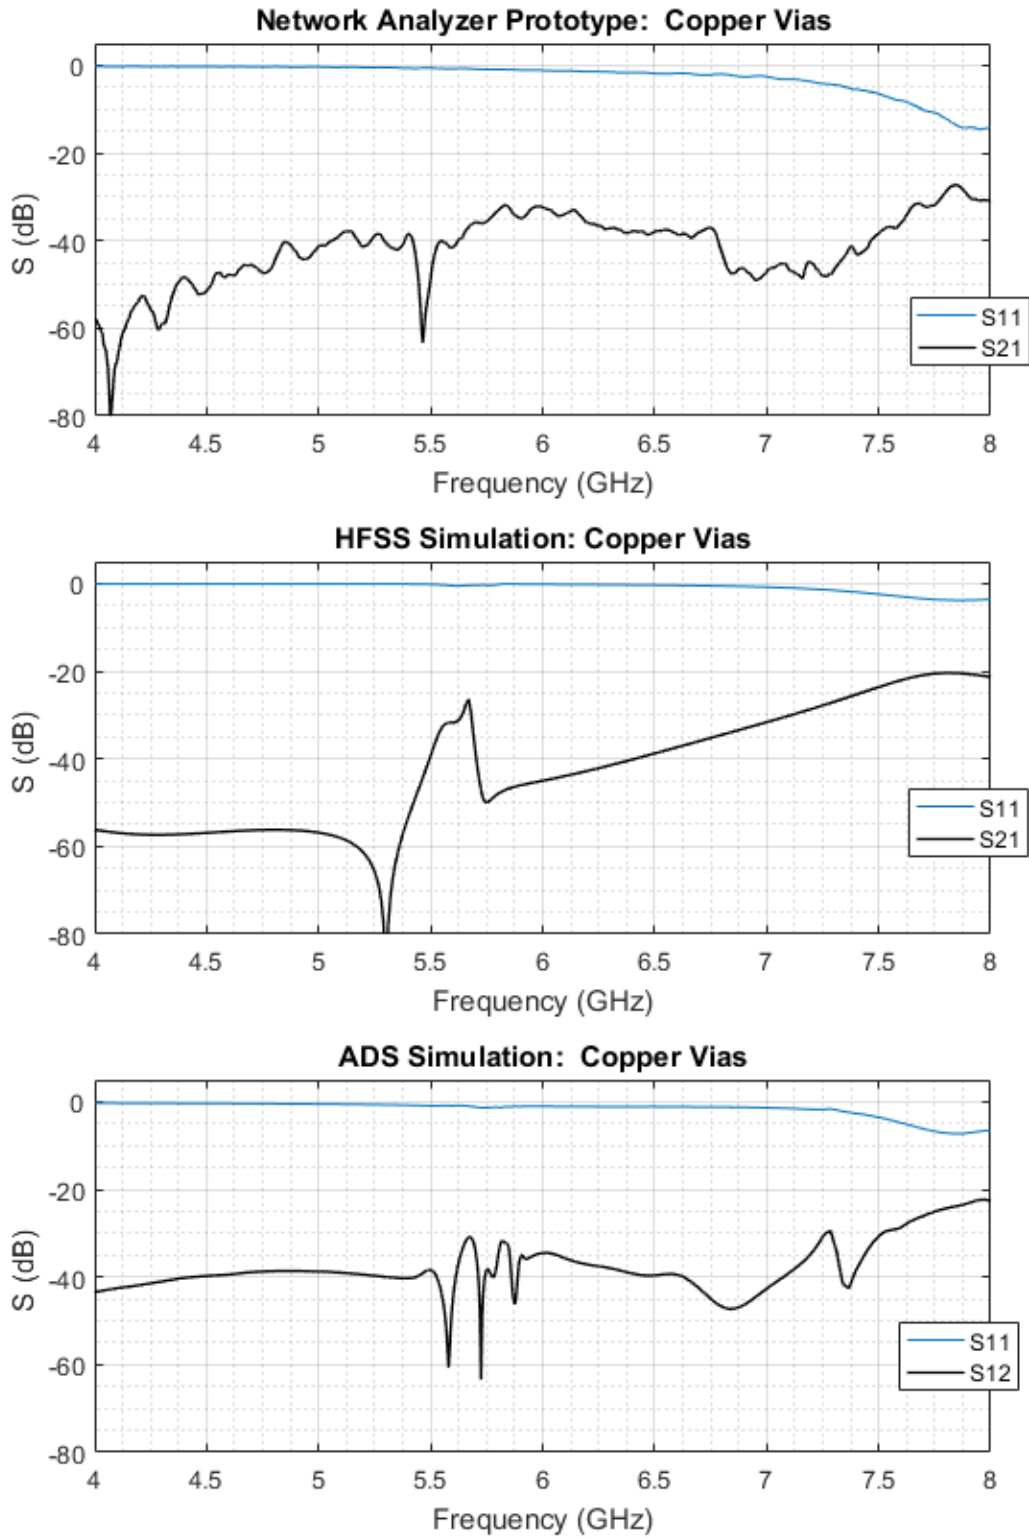 Network Analyzer Prototype:  Copper Vias
0
-20
-40
-60
-80
S (dB)
4 4.5 5 5.5 6 6.5 7 7.5 8
Frequency (GHz)
S11
S21
HFSS Simulation: Copper Vias
0
-20
-40
-60
-80
S (dB)
4 4.5 5 5.5 6 6.5 7 7.5 8
Frequency (GHz)
S11
S21
ADS Simulation:  Copper Vias
0
-20
-40
-60
-80
S (dB)
4 4.5 5 5.5 6 6.5 7 7.5 8
Frequency (GHz)
S11
S12